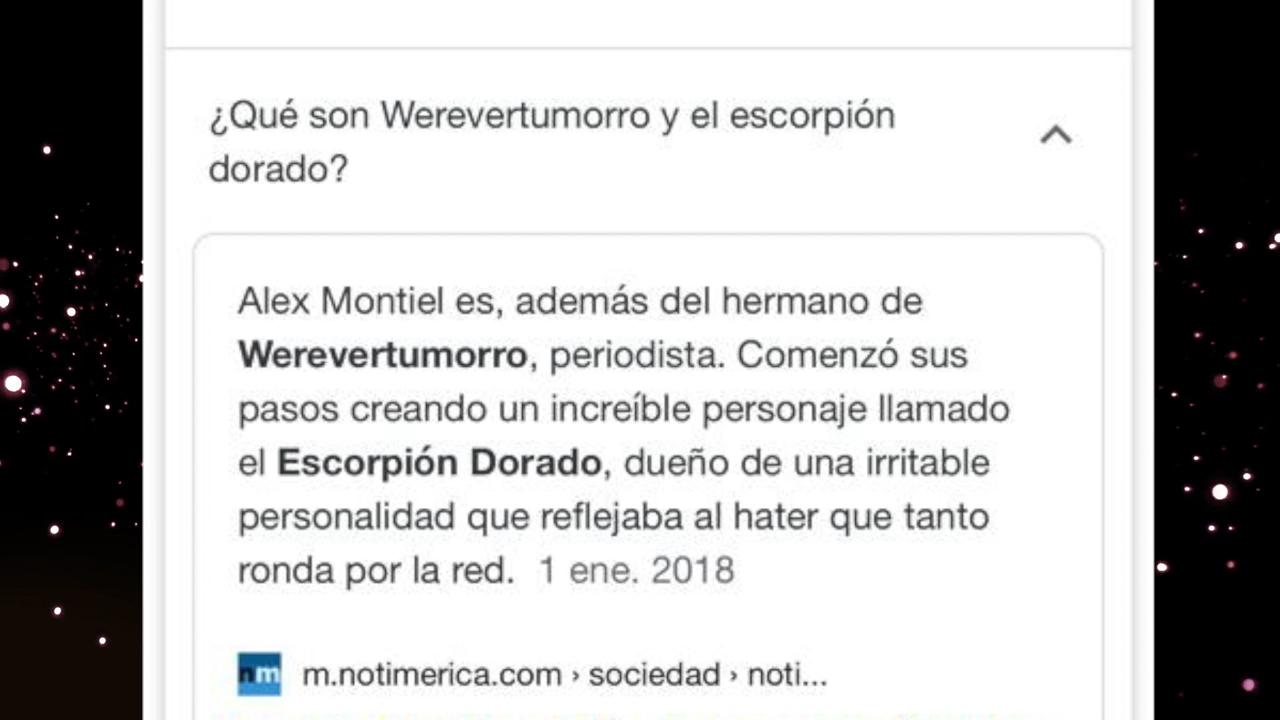 ¿Qué son Werevertumorro y el escorpión
dorado?
Alex Montiel es, además del hermano de
Werevertumorro, periodista. Comenzó sus
pasos creando un increíble personaje llamado
el Escorpión Dorado, dueño de una irritable
personalidad que reflejaba al hater que tanto
ronda por la red. 1 ene. 2018
nm m.notimerica.com › sociedad › noti...